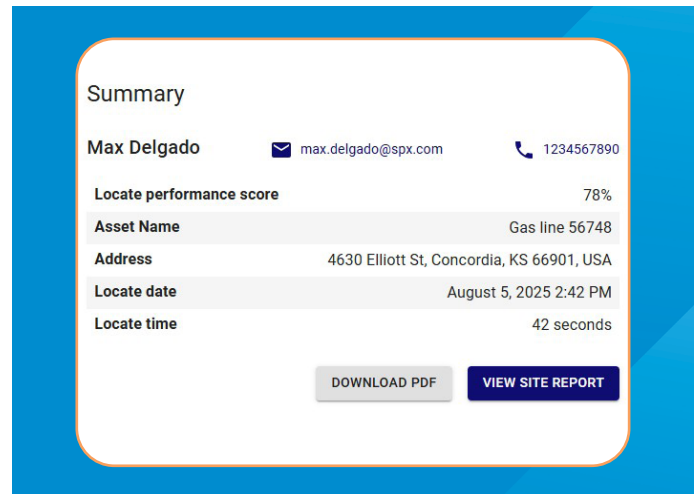 Summary
Max Delgado max.delgado@spx.com 1234567890
Locate performance score 78%
Asset Name Gas line 56748
Address 4630 Elliott St, Concordia, KS 66901, USA
Locate date August 5, 2025 2:42 PM
Locate time 42 seconds
DOWNLOAD PDF VIEW SITE REPORT